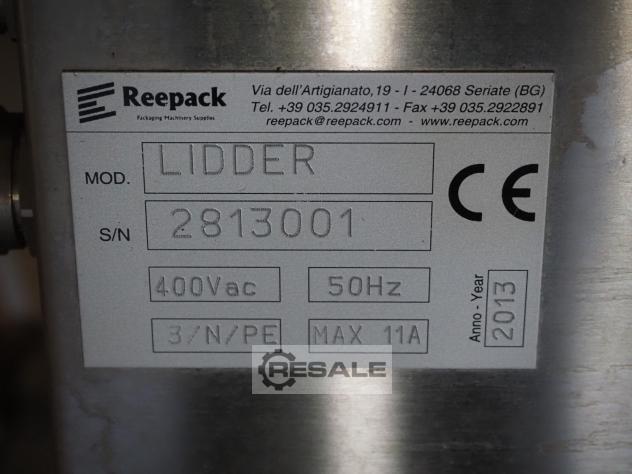 Reepack
Packaging Machinery Supplies
Via dell'Artigianato,19 - I - 24068 Seriate (BG)
Tel. +39 035.2924911 - Fax +39 035.2922891
reepack@reepack.com - www.reepack.com
MOD. LIDDER
S/N 2813001
CE
400Vac 50Hz
3/N/PE MAX 11A
Anno - Year 2013
RESALE